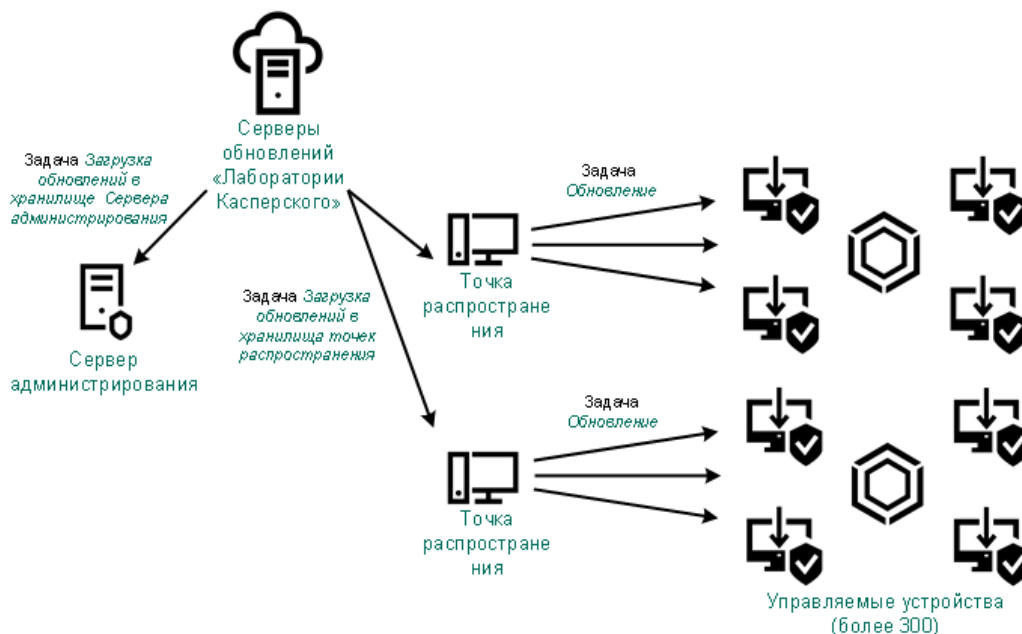 Серверы
обновлений
«Лаборатории
Касперского»
Задача Загрузка
обновлений в
хранилище Сервера
администрирования
Задача
Обновление
Точка
распростране
ния
Задача Загрузка
обновлений в
хранилища точек
распространения
Сервер
администрирования
Задача
Обновление
Точка
распростране
ния
Управляемые устройства
(более 300)